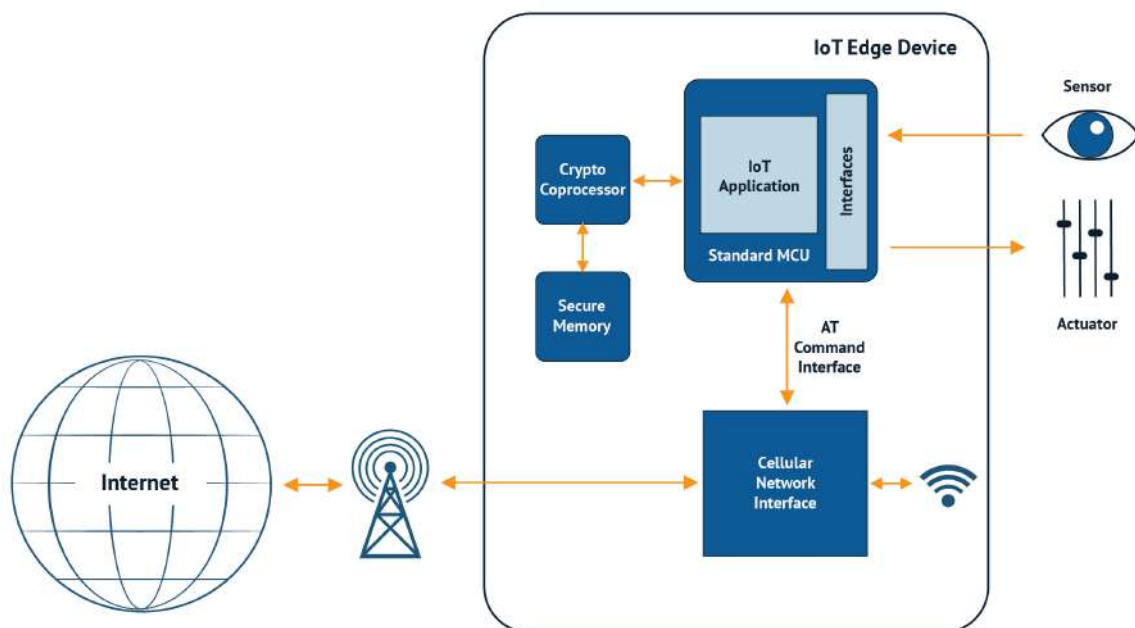 IoT Edge Device
Sensor
Crypto
Coprocessor
IoT
Application
Interfaces
Standard MCU
Secure
Memory
Actuator
AT
Command
Interface
Internet
Cellular
Network
Interface